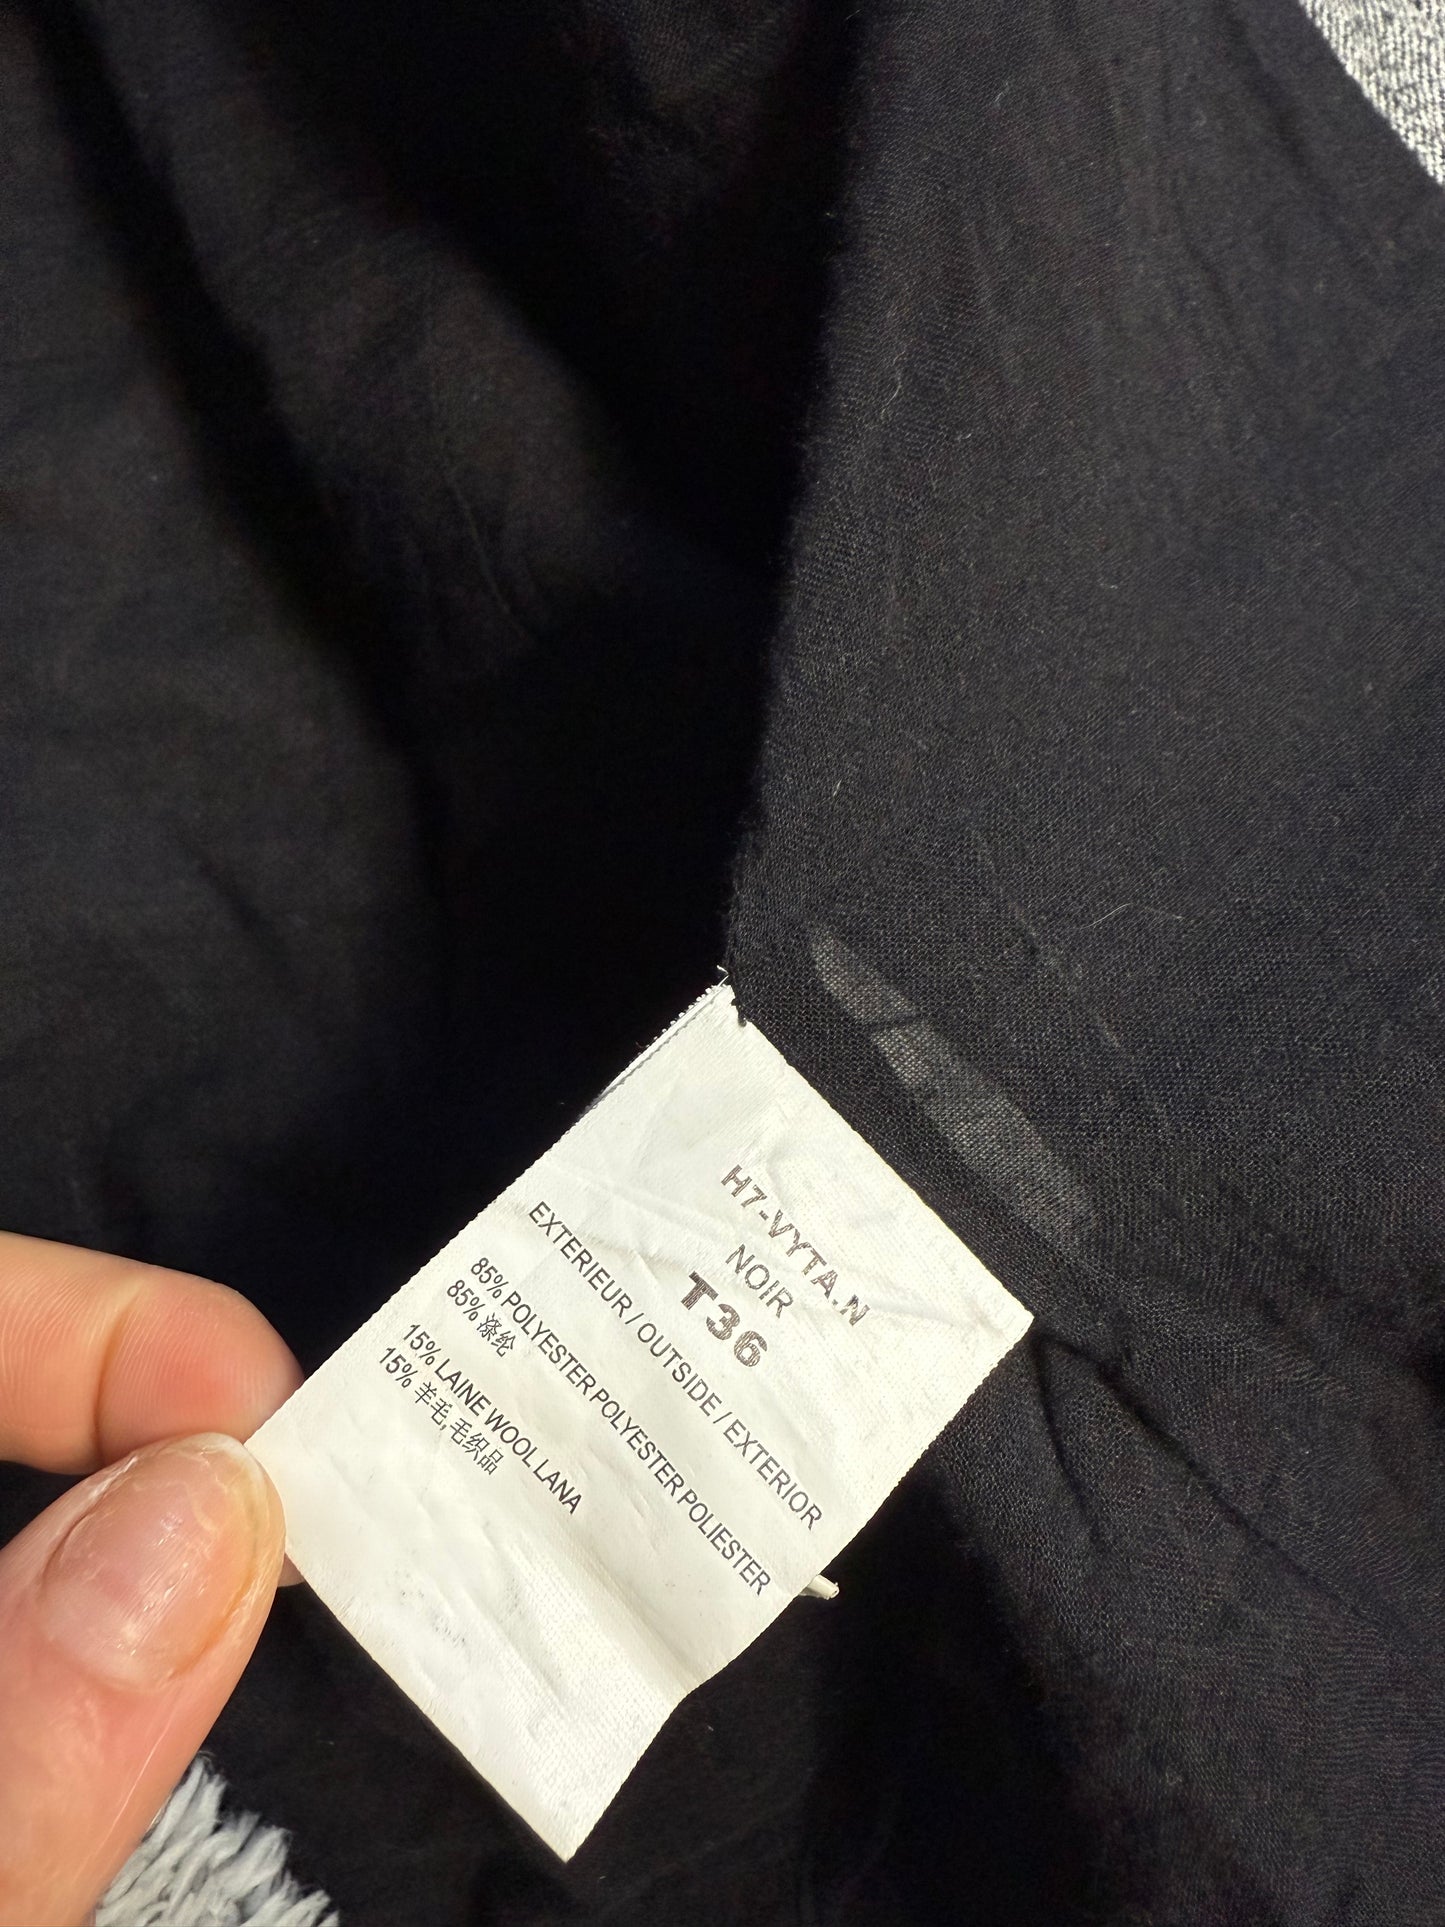 H7-VYTA.N
NOIR
T36
EXTERIEUR / OUTSIDE / EXTERIOR
85% POLYESTER POLYESTER POLIESTER
85% 涤纶
15% LAINE WOOL LANA
15% 羊毛,毛织品